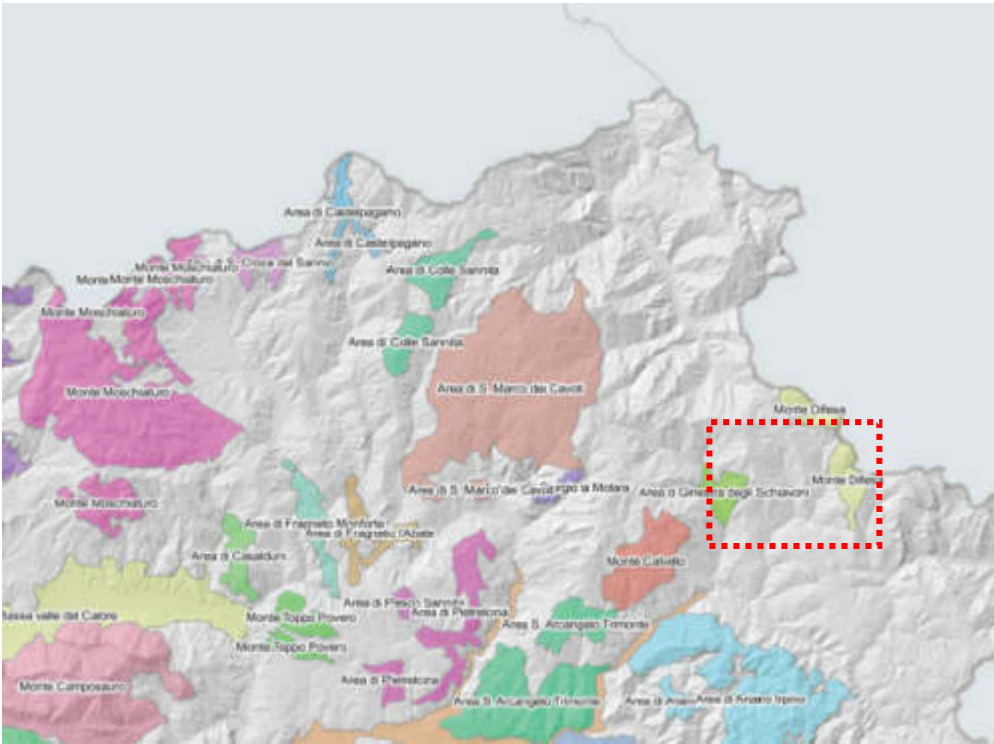 Area di Castelpagano
Area di Castelpagano
Monte Moschiaturo
di S. Croce del Sannio
Area di Colle Sannita
Monte
Monte Moschiaturo
Monte Moschiaturo
Area di Colle Sannita
Monte Moschiaturo
Area di S. Marco dei Cavoti
Monte Difesa
Monte Difesa
Area di S. Marco dei Cavoti
la Molara
Area di Ginestra degli Schiavoni
Monte Moschiaturo
Area di Fragneto Monforte
Area di Fragneto l'Abate
Area di Casalduni
Monte Calvello
Area di Pesco Sannita
Area di Pietrelcina
valle del Calore
Monte Toppo Povero
Area S. Arcangelo Trimonte
Monte Toppo Povero
Area di Pietrelcina
Monte Camposauro
Area S. Arcangelo Trimonte
Area di
Area di Ariano Irpino